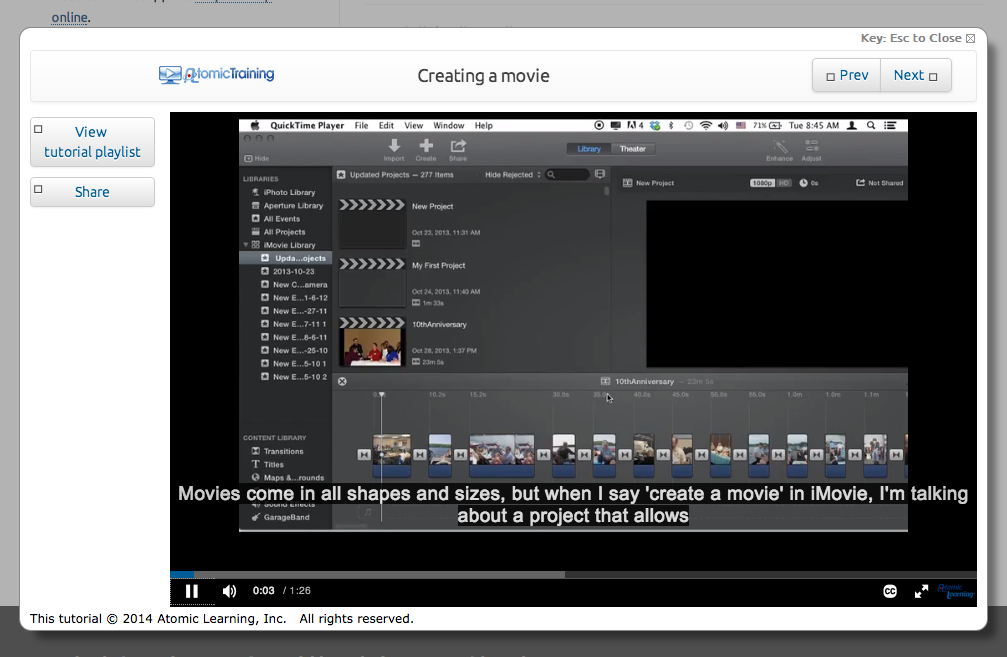 online.
Key: Esc to Close
AtomicTraining
Creating a movie
Prev
Next
View
tutorial playlist
Share
QuickTime Player File Edit View Window Help
4
71% Tue 8:45 AM
Hide
Import Create Share
Library Theater
Enhance Adjust
LIBRARIES
iPhoto Library
Aperture Library
All Events
All Projects
iMovie Library
Upda...ojects
2013-10-23
New C...amera
New E...1-6-12
New E...-27-11
New E...7-11 1
New E...8-6-11
New E...-25-10
New E...5-10 1
New E...5-10 2
CONTENT LIBRARY
Transitions
Titles
Maps &...rounds
Sound Effects
GarageBand
Updated Projects – 277 Items Hide Rejected
New Project
Oct 23, 2013, 11:31 AM
My First Project
Oct 24, 2013, 11:40 AM
1m 33s
10thAnniversary
Oct 28, 2013, 1:37 PM
23m 5s
New Project 1080p HD 0s Not Shared
10thAnniversary – 23m 5s
10.2s 15.2s 30.0s 35.0s 40.0s 45.0s 50.0s 55.0s 1.0m 1.0m 1.1m
Movies come in all shapes and sizes, but when I say 'create a movie' in iMovie, I'm talking
about a project that allows
0:03 / 1:26
CC
Atomic
Learning
This tutorial © 2014 Atomic Learning, Inc. All rights reserved.